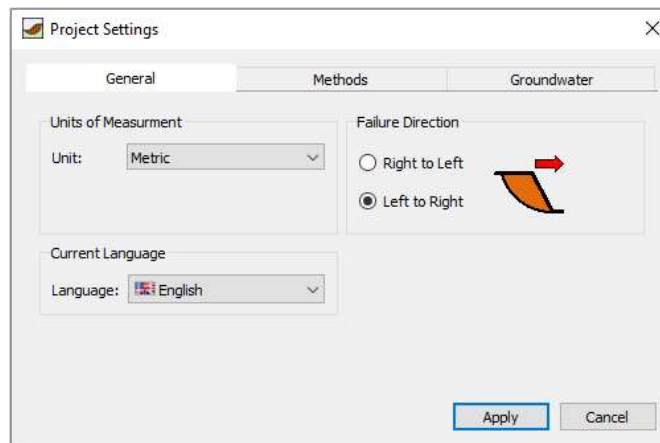 Project Settings
General
Methods
Groundwater
Units of Measurment
Unit:
Metric
Failure Direction
Right to Left
Left to Right
Current Language
Language:
English
Apply
Cancel